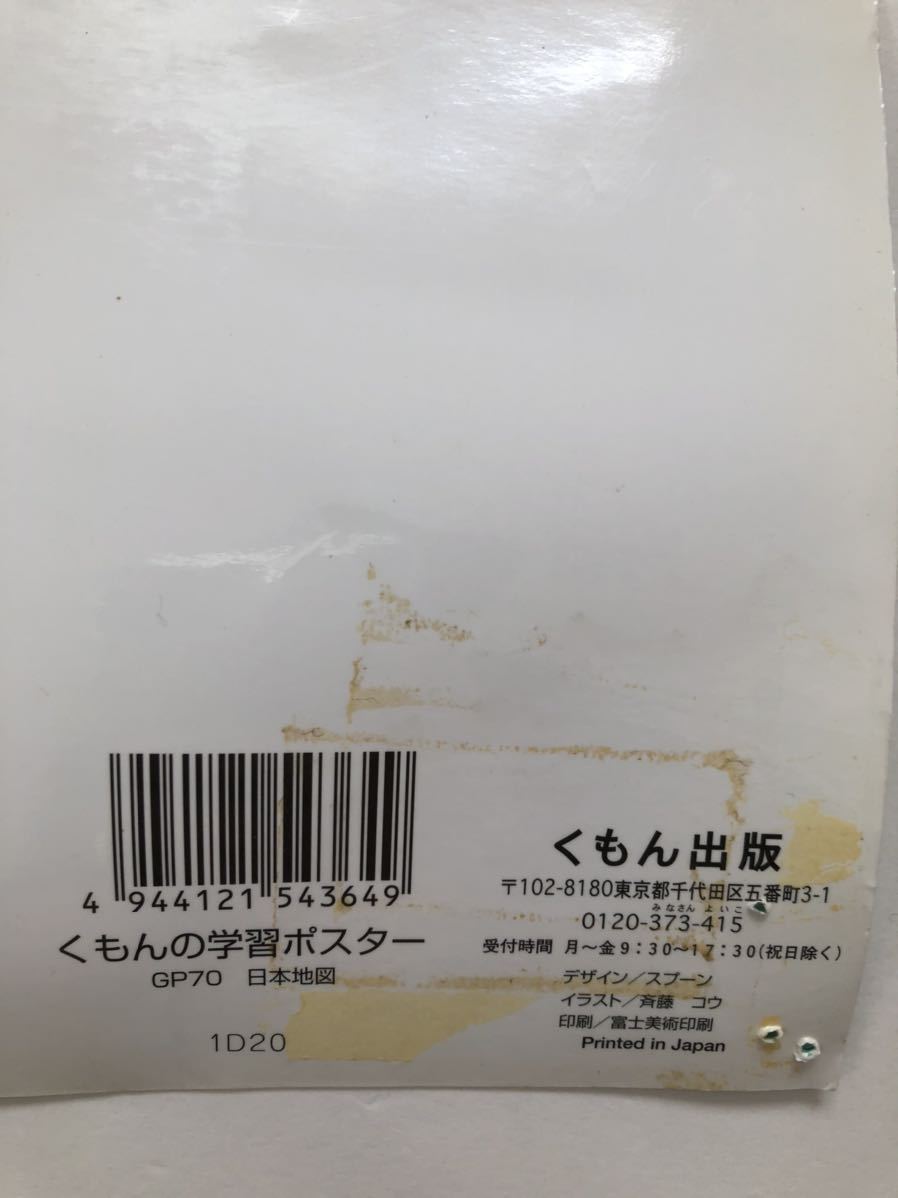 4 944121 543649
くもんの学習ポスター
GP70 日本地図
1D20
くもん出版
〒102-8180東京都千代田区五番町3-1
みなさん よいこ
0120-373-415
受付時間 月〜金9:30〜17:30(祝日除く)
デザイン/スプーン
イラスト/斉藤 コウ
印刷/富士美術印刷
Printed in Japan